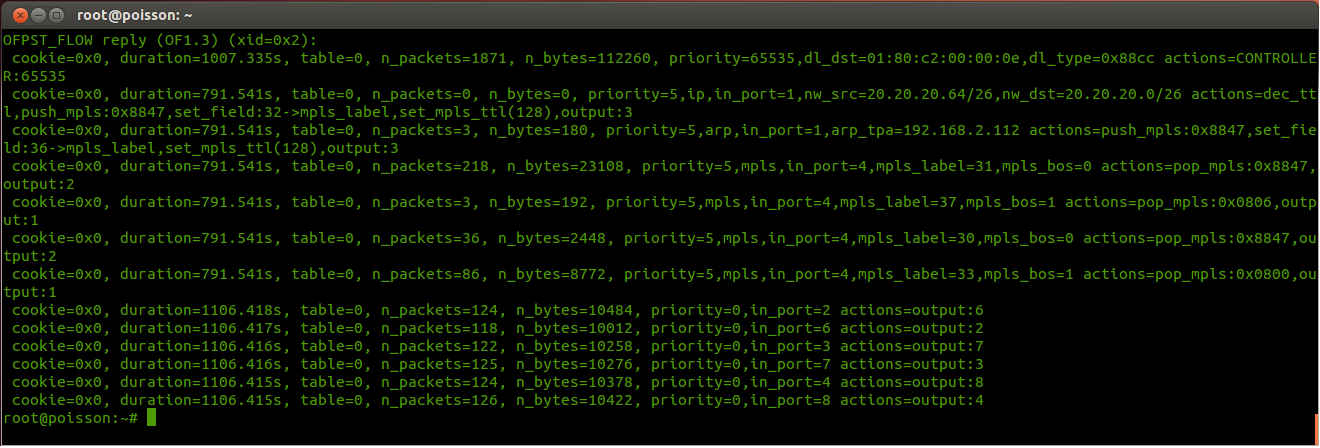 root@poisson: ~
OFPST_FLOW reply (OF1.3) (xid=0x2):
 cookie=0x0, duration=1007.335s, table=0, n_packets=1871, n_bytes=112260, priority=65535,dl_dst=01:80:c2:00:00:0e,dl_type=0x88cc actions=CONTROLLE
R:65535
 cookie=0x0, duration=791.541s, table=0, n_packets=0, n_bytes=0, priority=5,ip,in_port=1,nw_src=20.20.20.64/26,nw_dst=20.20.20.0/26 actions=dec_tt
l,push_mpls:0x8847,set_field:32->mpls_label,set_mpls_ttl(128),output:3
 cookie=0x0, duration=791.541s, table=0, n_packets=3, n_bytes=180, priority=5,arp,in_port=1,arp_tpa=192.168.2.112 actions=push_mpls:0x8847,set_fie
ld:36->mpls_label,set_mpls_ttl(128),output:3
 cookie=0x0, duration=791.541s, table=0, n_packets=218, n_bytes=23108, priority=5,mpls,in_port=4,mpls_label=31,mpls_bos=0 actions=pop_mpls:0x8847,
output:2
 cookie=0x0, duration=791.541s, table=0, n_packets=3, n_bytes=192, priority=5,mpls,in_port=4,mpls_label=37,mpls_bos=1 actions=pop_mpls:0x0806,outp
ut:1
 cookie=0x0, duration=791.541s, table=0, n_packets=36, n_bytes=2448, priority=5,mpls,in_port=4,mpls_label=30,mpls_bos=0 actions=pop_mpls:0x8847,ou
tput:2
 cookie=0x0, duration=791.541s, table=0, n_packets=86, n_bytes=8772, priority=5,mpls,in_port=4,mpls_label=33,mpls_bos=1 actions=pop_mpls:0x0800,ou
tput:1
 cookie=0x0, duration=1106.418s, table=0, n_packets=124, n_bytes=10484, priority=0,in_port=2 actions=output:6
 cookie=0x0, duration=1106.417s, table=0, n_packets=118, n_bytes=10012, priority=0,in_port=6 actions=output:2
 cookie=0x0, duration=1106.416s, table=0, n_packets=122, n_bytes=10258, priority=0,in_port=3 actions=output:7
 cookie=0x0, duration=1106.416s, table=0, n_packets=125, n_bytes=10276, priority=0,in_port=7 actions=output:3
 cookie=0x0, duration=1106.415s, table=0, n_packets=124, n_bytes=10378, priority=0,in_port=4 actions=output:8
 cookie=0x0, duration=1106.415s, table=0, n_packets=126, n_bytes=10422, priority=0,in_port=8 actions=output:4
root@poisson:~#